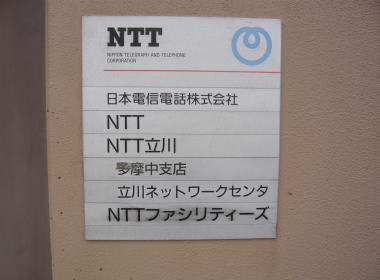 NTT
NIPPON TELEGRAPH AND TELEPHONE
CORPORATION
日本電信電話株式会社
NTT
NTT立川
多摩中支店
立川ネットワークセンタ
NTTファシリティーズ